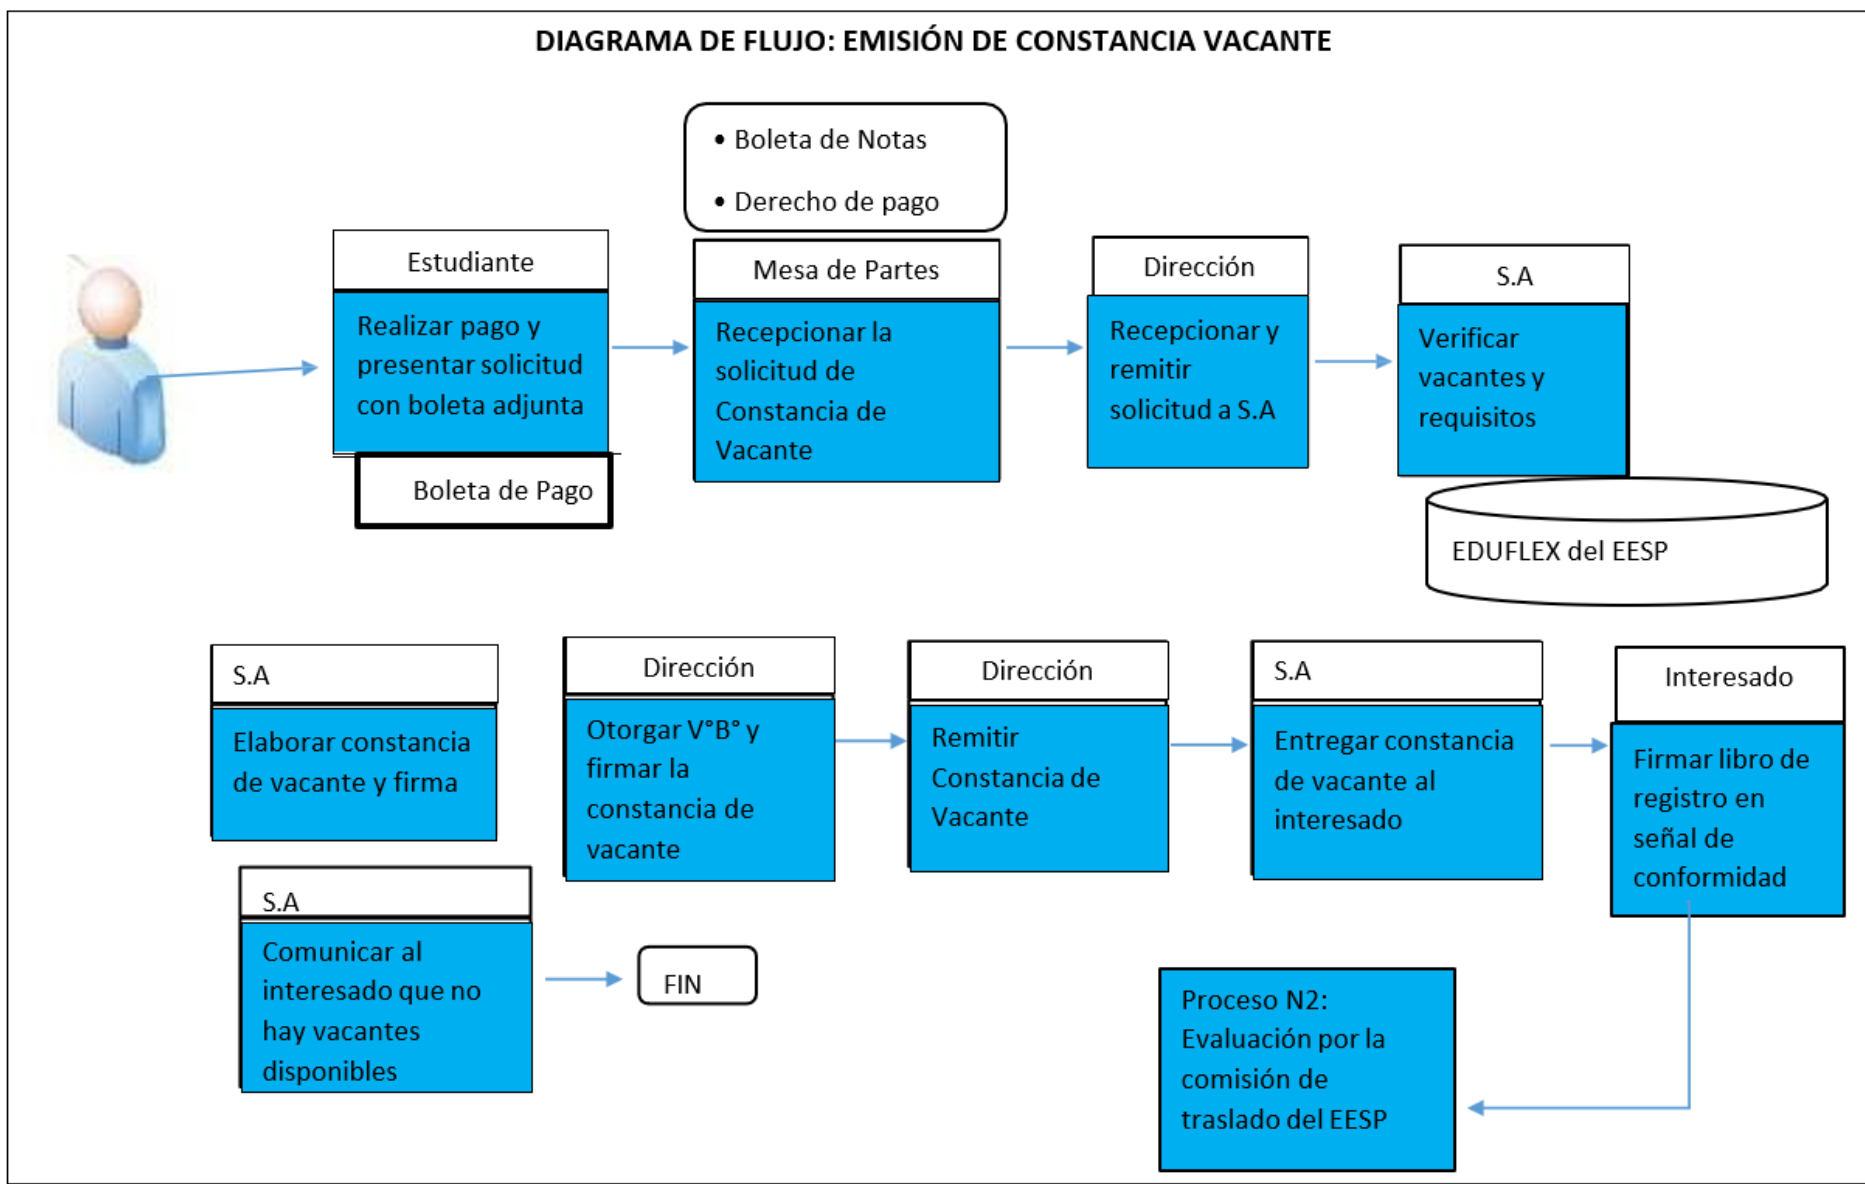 DIAGRAMA DE FLUJO: EMISIÓN DE CONSTANCIA VACANTE
• Boleta de Notas
• Derecho de pago
Estudiante
Realizar pago y
presentar solicitud
con boleta adjunta
Boleta de Pago
Mesa de Partes
Recepcionar la
solicitud de
Constancia de
Vacante
Dirección
Recepcionar y
remitir
solicitud a S.A
S.A
Verificar
vacantes y
requisitos
EDUFLEX del EESP
S.A
Elaborar constancia
de vacante y firma
Dirección
Otorgar V°B° y
firmar la
constancia de
vacante
Dirección
Remitir
Constancia de
Vacante
S.A
Entregar constancia
de vacante al
interesado
Interesado
Firmar libro de
registro en
señal de
conformidad
S.A
Comunicar al
interesado que no
hay vacantes
disponibles
FIN
Proceso N2:
Evaluación por la
comisión de
traslado del EESP